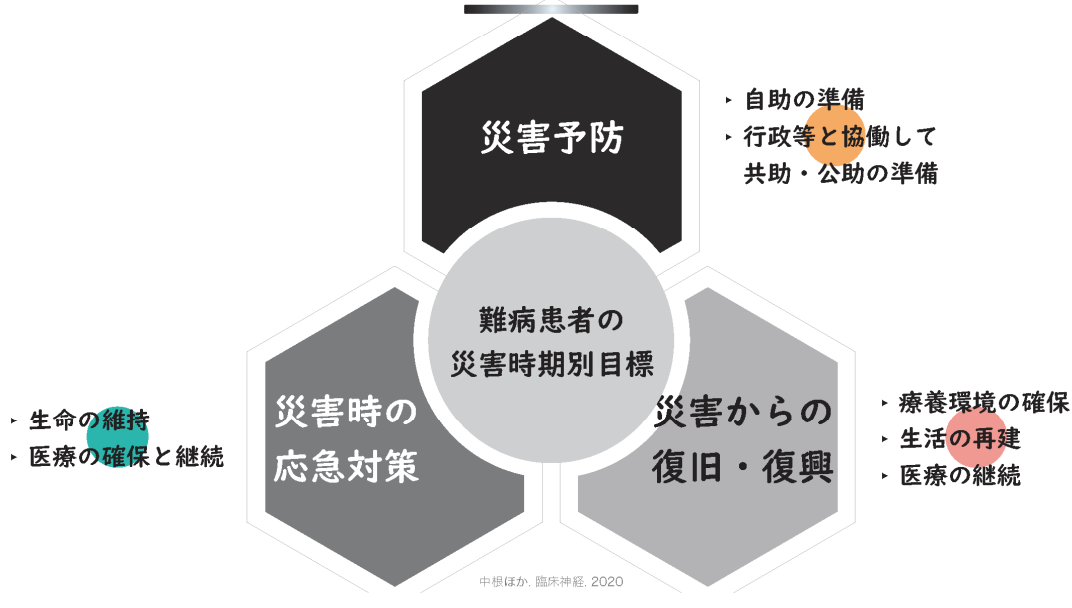 災害予防
▸ 自助の準備
▸ 行政等と協働して
共助・公助の準備
難病患者の
災害時期別目標
災害時の
応急対策
▸ 生命の維持
▸ 医療の確保と継続
災害からの
復旧・復興
▸ 療養環境の確保
▸ 生活の再建
▸ 医療の継続
中根ほか, 臨床神経, 2020